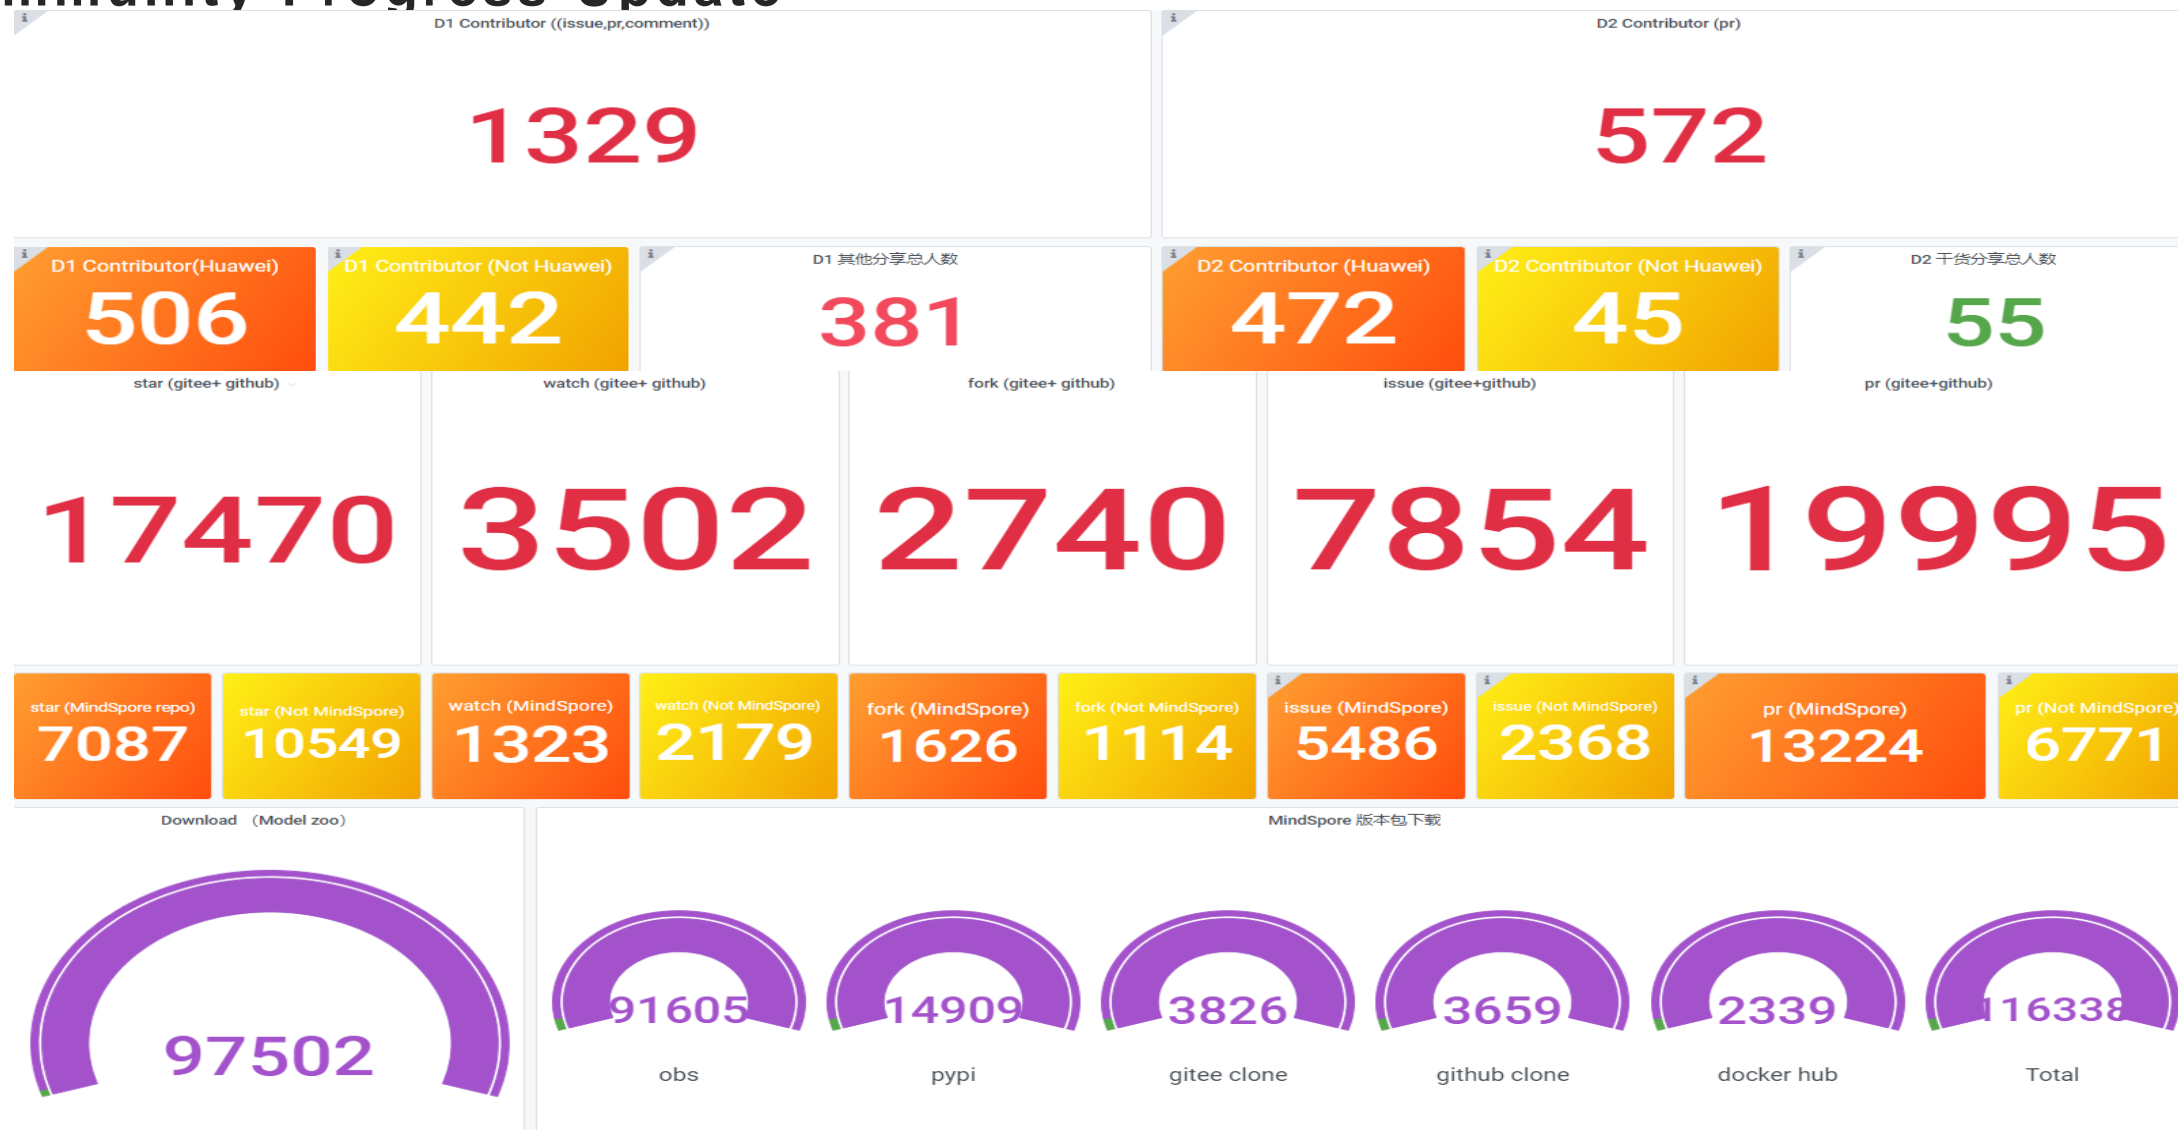 mmunity Progress Update
D1 Contributor ((issue,pr,comment))
1329
D2 Contributor (pr)
572
D1 Contributor(Huawei)
506
D1 Contributor (Not Huawei)
442
D1 其他分享总人数
381
D2 Contributor (Huawei)
472
D2 Contributor (Not Huawei)
45
D2 干货分享总人数
55
star (gitee+ github)
17470
watch (gitee+ github)
3502
fork (gitee+ github)
2740
issue (gitee+github)
7854
pr (gitee+github)
19995
star (MindSpore repo)
7087
star (Not MindSpore)
10549
watch (MindSpore)
1323
watch (Not MindSpore)
2179
fork (MindSpore)
1626
fork (Not MindSpore)
1114
issue (MindSpore)
5486
issue (Not MindSpore)
2368
pr (MindSpore)
13224
pr (Not MindSpore)
6771
Download （Model zoo）
97502
MindSpore 版本包下载
91605
obs
14909
pypi
3826
gitee clone
3659
github clone
2339
docker hub
116338
Total